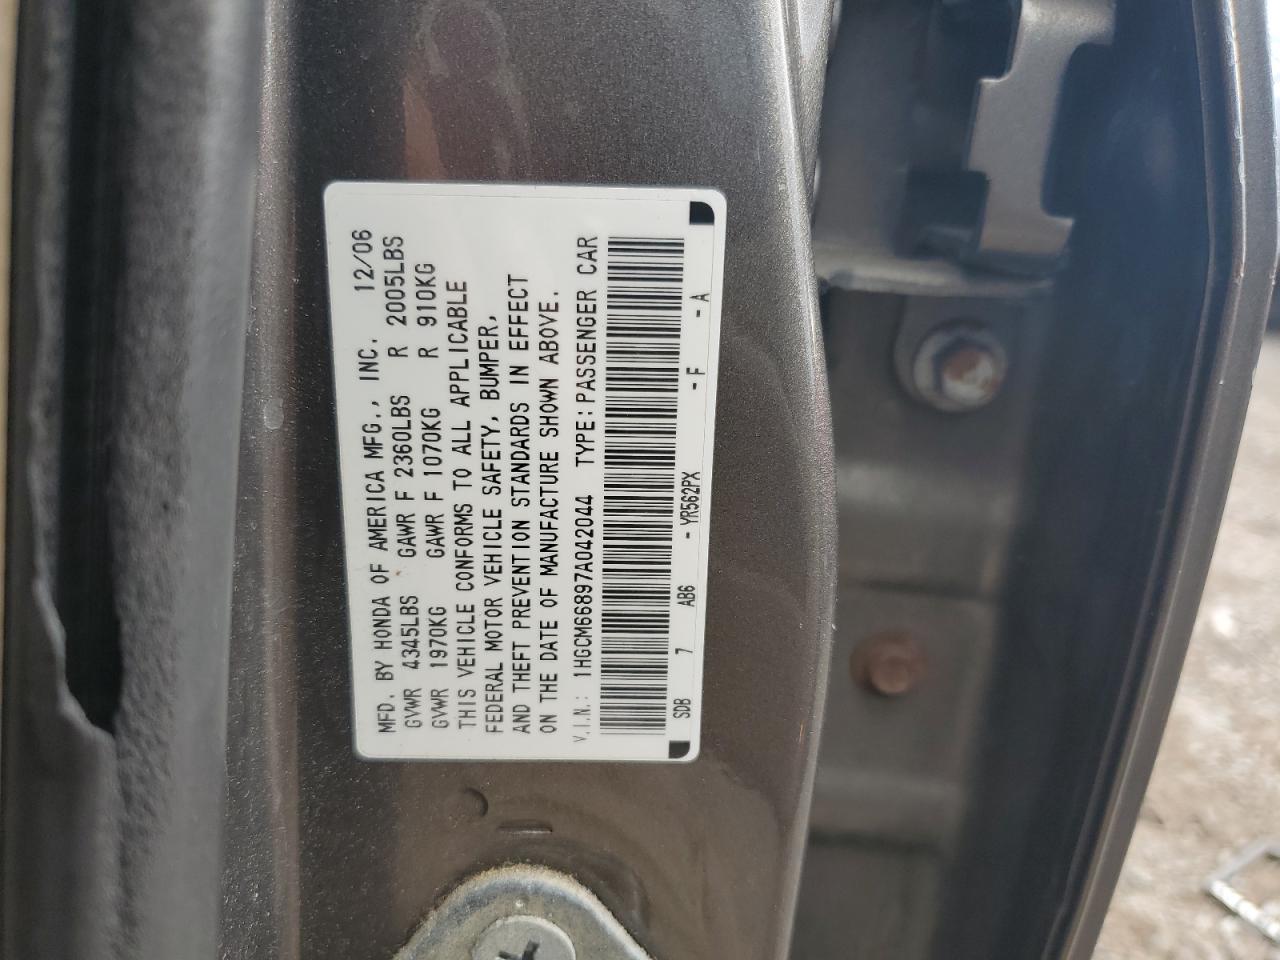 MFD. BY HONDA OF AMERICA MFG., INC. 12/06
GVWR 4345LBS GAWR F 2360LBS R 2005LBS
GVWR 1970KG GAWR F 1070KG R 910KG
THIS VEHICLE CONFORMS TO ALL APPLICABLE
FEDERAL MOTOR VEHICLE SAFETY, BUMPER,
AND THEFT PREVENTION STANDARDS IN EFFECT
ON THE DATE OF MANUFACTURE SHOWN ABOVE.
V.I.N.: 1HGCM66897A042044 TYPE:PASSENGER CAR
SDB 7 AB6 - YR562PX - F - A